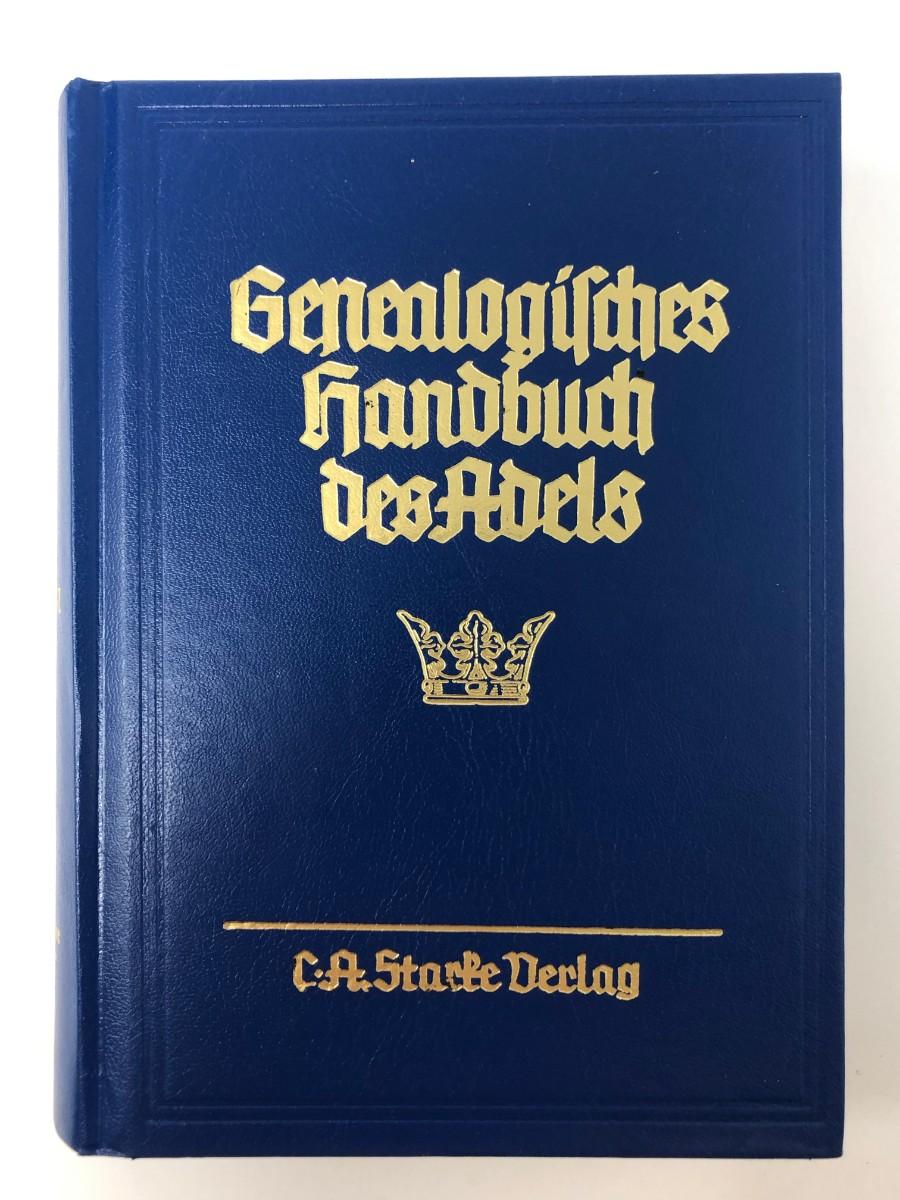 Genealogisches
Handbuch
des Adels
C. A. Starke Verlag